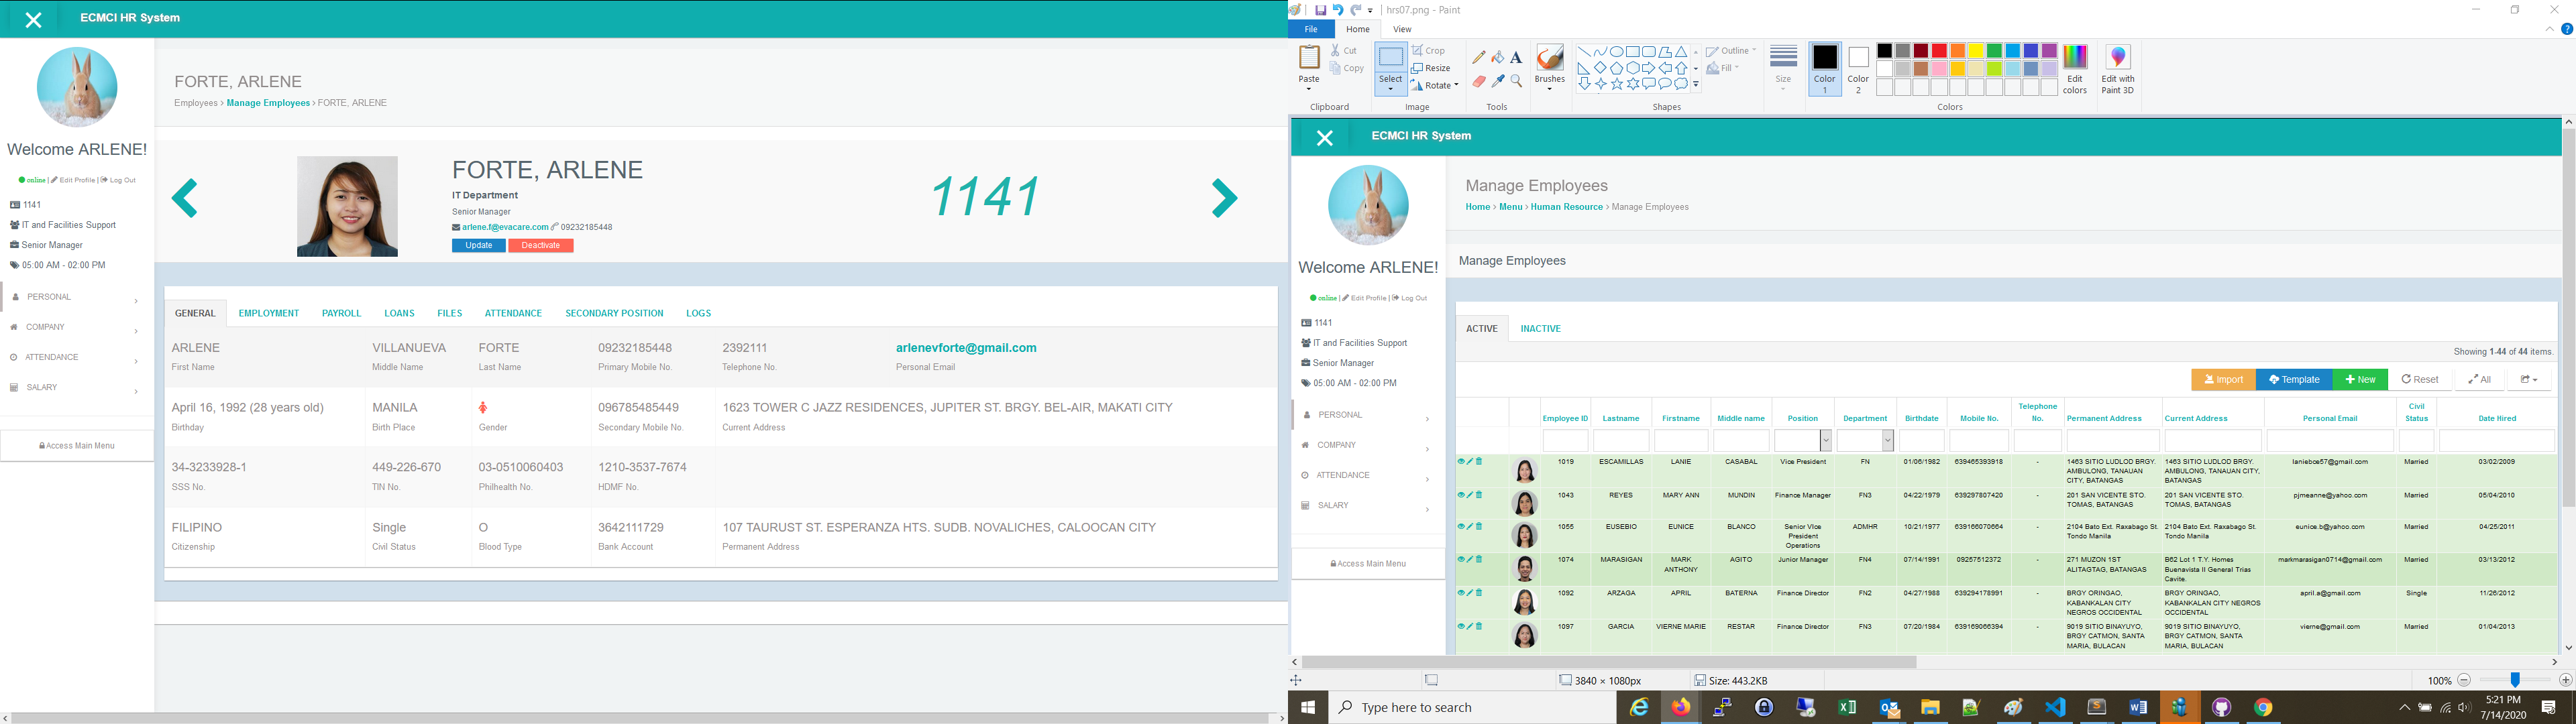 ECMCI HR System
Welcome ARLENE!
online | Edit Profile | Log Out
1141
IT and Facilities Support
Senior Manager
05:00 AM - 02:00 PM
PERSONAL
COMPANY
ATTENDANCE
SALARY
Access Main Menu
FORTE, ARLENE
Employees > Manage Employees > FORTE, ARLENE
FORTE, ARLENE
IT Department
Senior Manager
arlene.f@evacare.com 09232185448
Update Deactivate
1141
GENERAL EMPLOYMENT PAYROLL LOANS FILES ATTENDANCE SECONDARY POSITION LOGS
ARLENE VILLANUEVA FORTE 09232185448 2392111 arlenevforte@gmail.com
First Name Middle Name Last Name Primary Mobile No. Telephone No. Personal Email
April 16, 1992 (28 years old) MANILA 096785485449 1623 TOWER C JAZZ RESIDENCES, JUPITER ST. BRGY. BEL-AIR, MAKATI CITY
Birthday Birth Place Gender Secondary Mobile No. Current Address
34-3233928-1 449-226-670 03-0510060403 1210-3537-7674
SSS No. TIN No. Philhealth No. HDMF No.
FILIPINO Single O 3642111729 107 TAURUST ST. ESPERANZA HTS. SUDB. NOVALICHES, CALOOCAN CITY
Citizenship Civil Status Blood Type Bank Account Permanent Address
hrs07.png - Paint
File Home View
Paste Cut Copy Select Crop Resize Rotate Brushes Outline Fill Size Color 1 Color 2 Edit colors Edit with Paint 3D
Clipboard Image Tools Shapes Colors
ECMCI HR System
Welcome ARLENE!
online | Edit Profile | Log Out
1141
IT and Facilities Support
Senior Manager
05:00 AM - 02:00 PM
PERSONAL
COMPANY
ATTENDANCE
SALARY
Access Main Menu
Manage Employees
Home > Menu > Human Resource > Manage Employees
Manage Employees
ACTIVE INACTIVE
Showing 1-44 of 44 items.
Import Template New Reset All
Employee ID Lastname Firstname Middle name Position Department Birthdate Mobile No. Telephone No. Permanent Address Current Address Personal Email Civil Status Date Hired
1019 ESCAMILLAS LANIE CASABAL Vice President FN 01/06/1982 639465393918 - 1463 SITIO LUDLOD BRGY. AMBULONG, TANAUAN CITY, BATANGAS 1463 SITIO LUDLOD BRGY. AMBULONG, TANAUAN CITY, BATANGAS laniebce57@gmail.com Married 03/02/2009
1043 REYES MARY ANN MUNDIN Finance Manager FN3 04/22/1979 639297807420 - 201 SAN VICENTE STO. TOMAS, BATANGAS 201 SAN VICENTE STO. TOMAS, BATANGAS pjmeanne@yahoo.com Married 05/04/2010
1055 EUSEBIO EUNICE BLANCO Senior Vice President Operations ADMHR 10/21/1977 639166070664 - 2104 Bato Ext. Raxabago St. Tondo Manila 2104 Bato Ext. Raxabago St. Tondo Manila eunice.b@yahoo.com Married 04/25/2011
1074 MARASIGAN MARK ANTHONY AGITO Junior Manager FN4 07/14/1991 09257512372 - 271 MUZON 1ST ALITAGTAG, BATANGAS B62 Lot 1 T.Y. Homes Buenavista II General Trias Cavite. markmarasigan0714@gmail.com Married 03/13/2012
1092 ARZAGA APRIL BATERNA Finance Director FN2 04/27/1988 639294178991 - BRGY ORINGAO, KABANKALAN CITY NEGROS OCCIDENTAL BRGY ORINGAO, KABANKALAN CITY NEGROS OCCIDENTAL april.a@gmail.com Single 11/26/2012
1097 GARCIA VIERNE MARIE RESTAR Finance Director FN3 07/20/1984 639169066394 - 9019 SITIO BINAYUYO, BRGY CATMON, SANTA MARIA, BULACAN 9019 SITIO BINAYUYO, BRGY CATMON, SANTA MARIA, BULACAN vierne@gmail.com Married 01/04/2013
3840 × 1080px Size: 443.2KB 100%
Type here to search
5:21 PM
7/14/2020